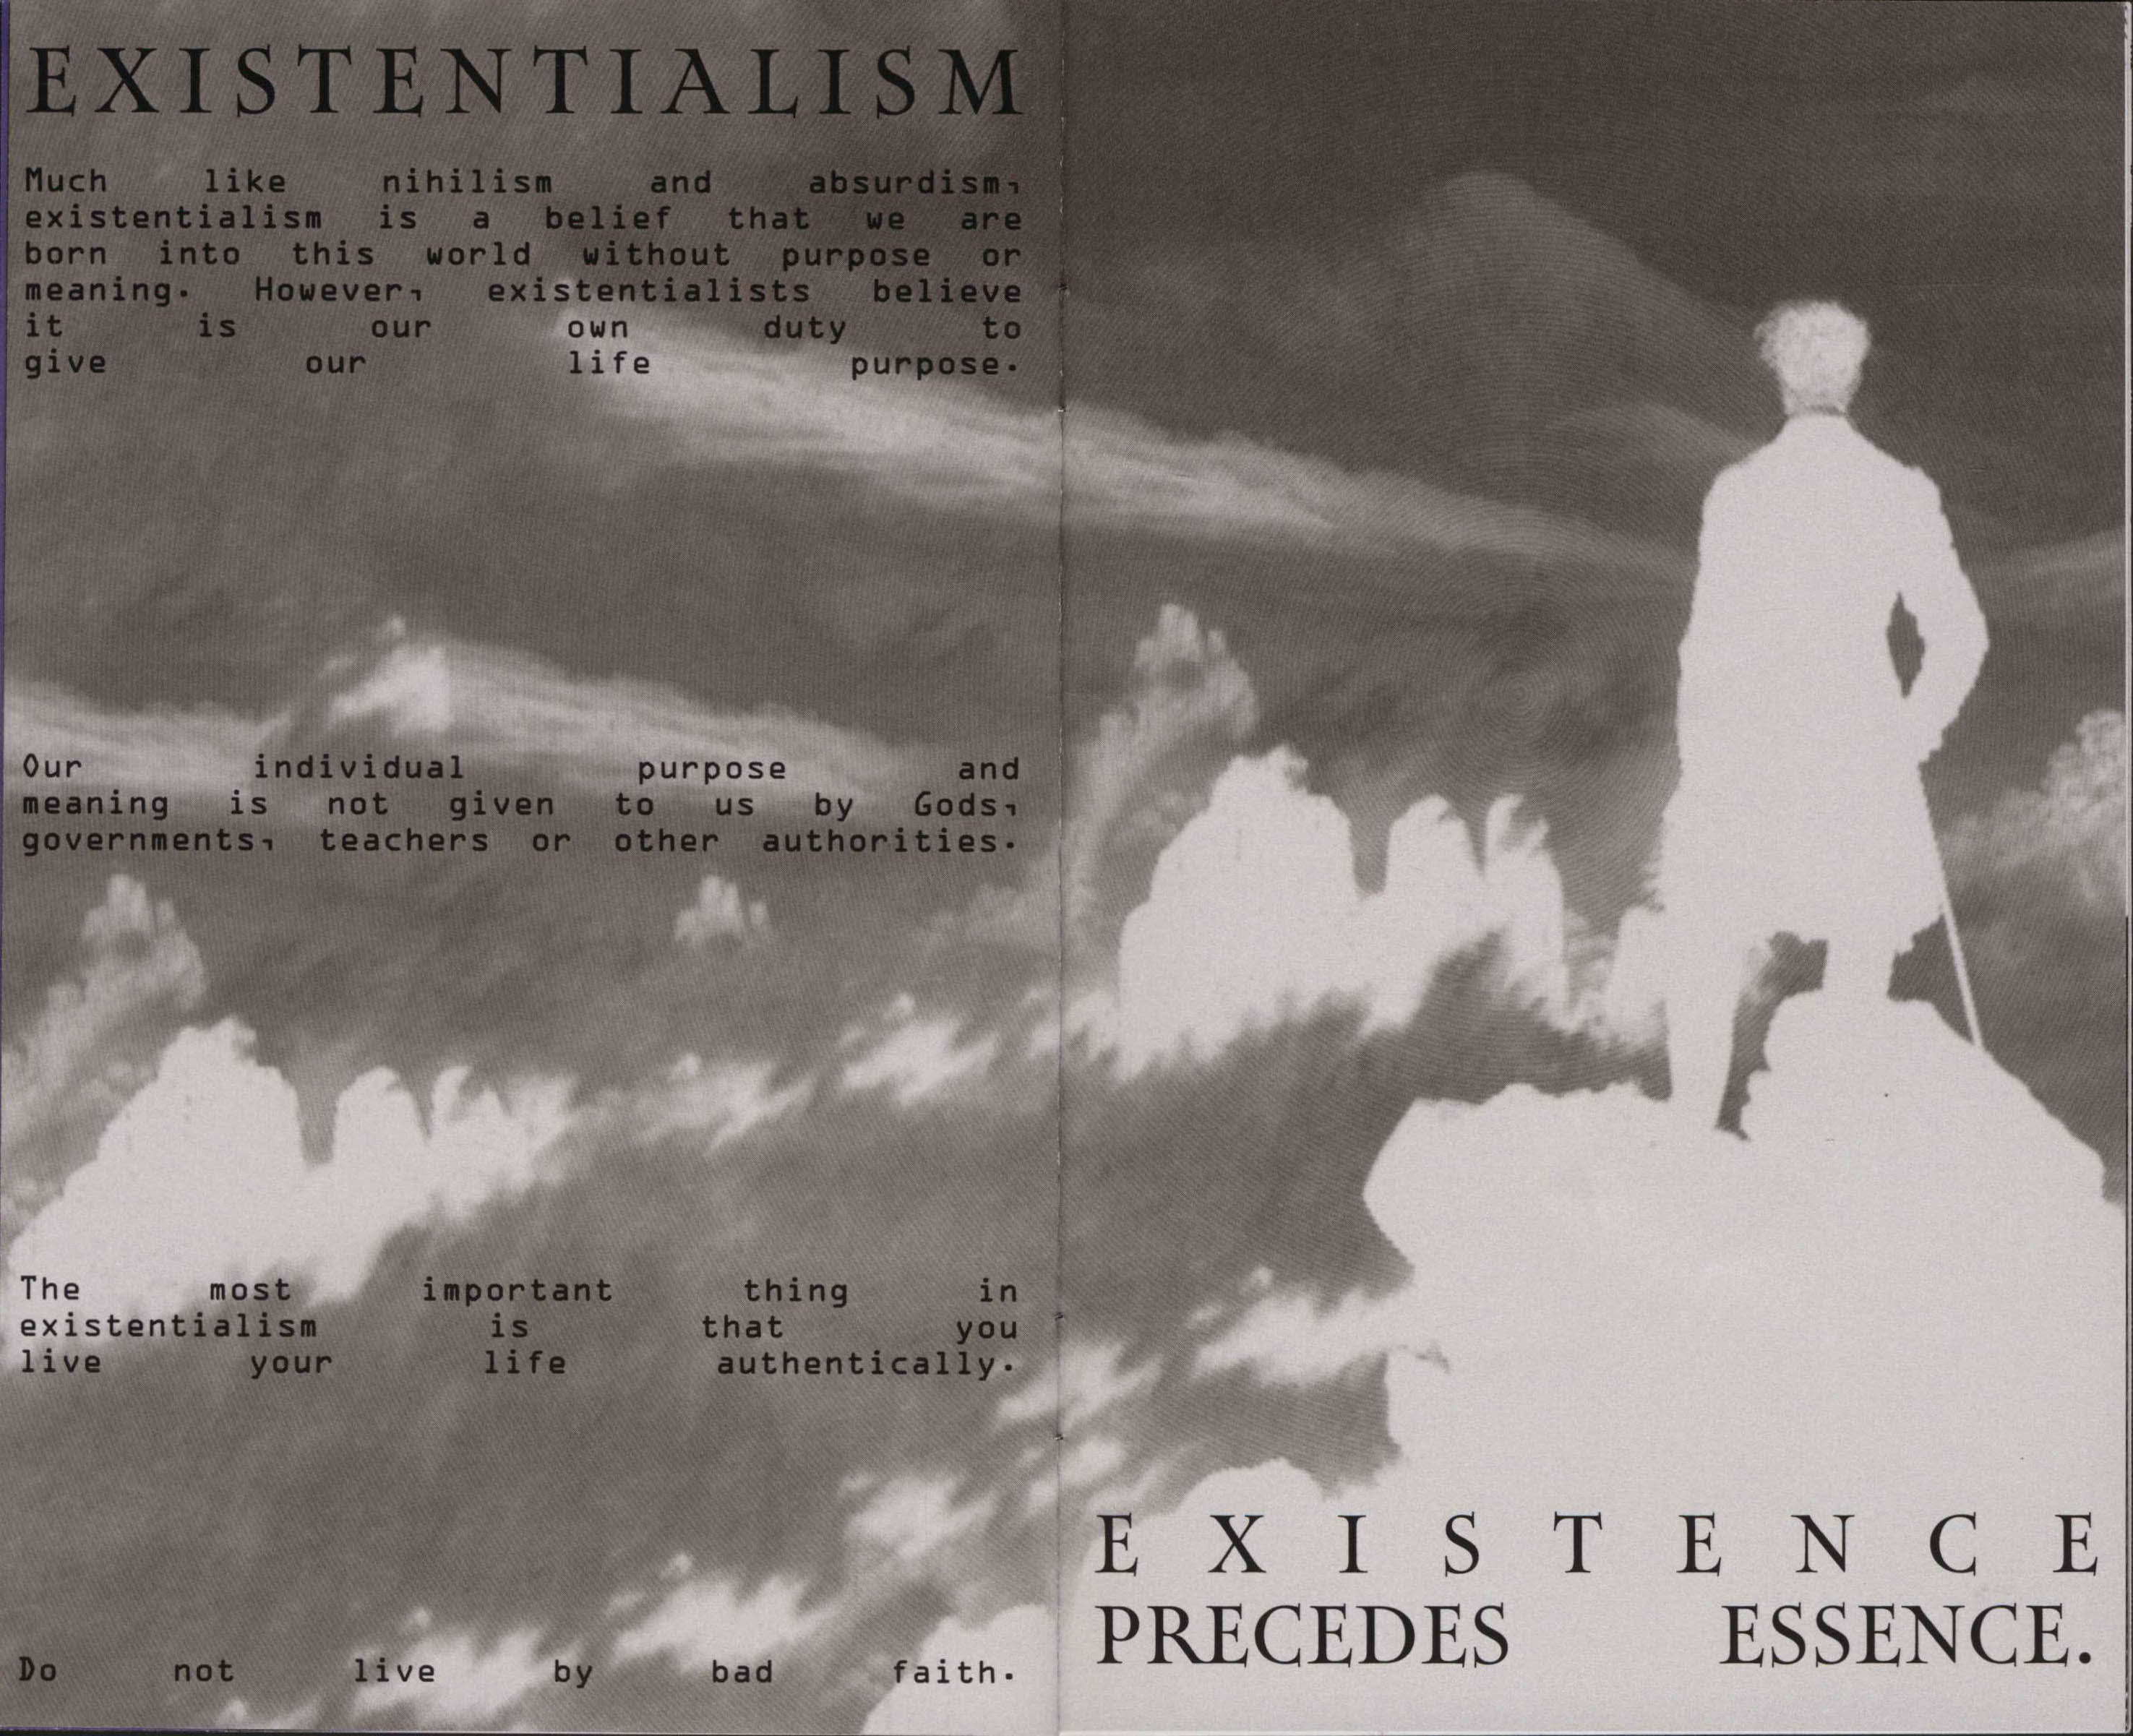 EXISTENTIALISM
Much like nihilism and absurdism,
existentialism is a belief that we are
born into this world without purpose or
meaning. However, existentialists believe
it is our own duty to
give our life purpose.
Our individual purpose and
meaning is not given to us by Gods,
governments, teachers or other authorities.
The most important thing in
existentialism is that you
live your life authentically.
Do not live by bad faith.
EXISTENCE
PRECEDES ESSENCE.